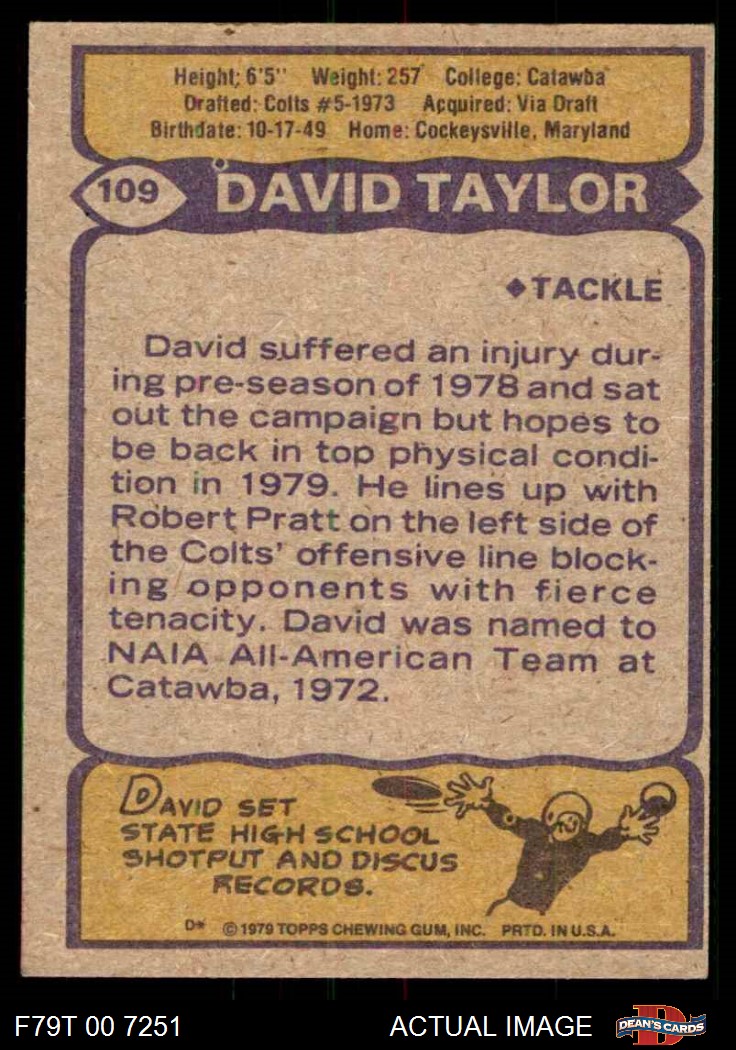 Height: 6'5" Weight: 257 College: Catawba
Drafted: Colts #5-1973 Acquired: Via Draft
Birthdate: 10-17-49 Home: Cockeysville, Maryland
109 DAVID TAYLOR
◆TACKLE
David suffered an injury dur-
ing pre-season of 1978 and sat
out the campaign but hopes to
be back in top physical condi-
tion in 1979. He lines up with
Robert Pratt on the left side of
the Colts' offensive line block-
ing opponents with fierce
tenacity. David was named to
NAIA All-American Team at
Catawba, 1972.
DAVID SET
STATE HIGH SCHOOL
SHOTPUT AND DISCUS
RECORDS.
D* © 1979 TOPPS CHEWING GUM, INC. PRTD. IN U.S.A.
F79T 00 7251 ACTUAL IMAGE D DEAN'S CARDS